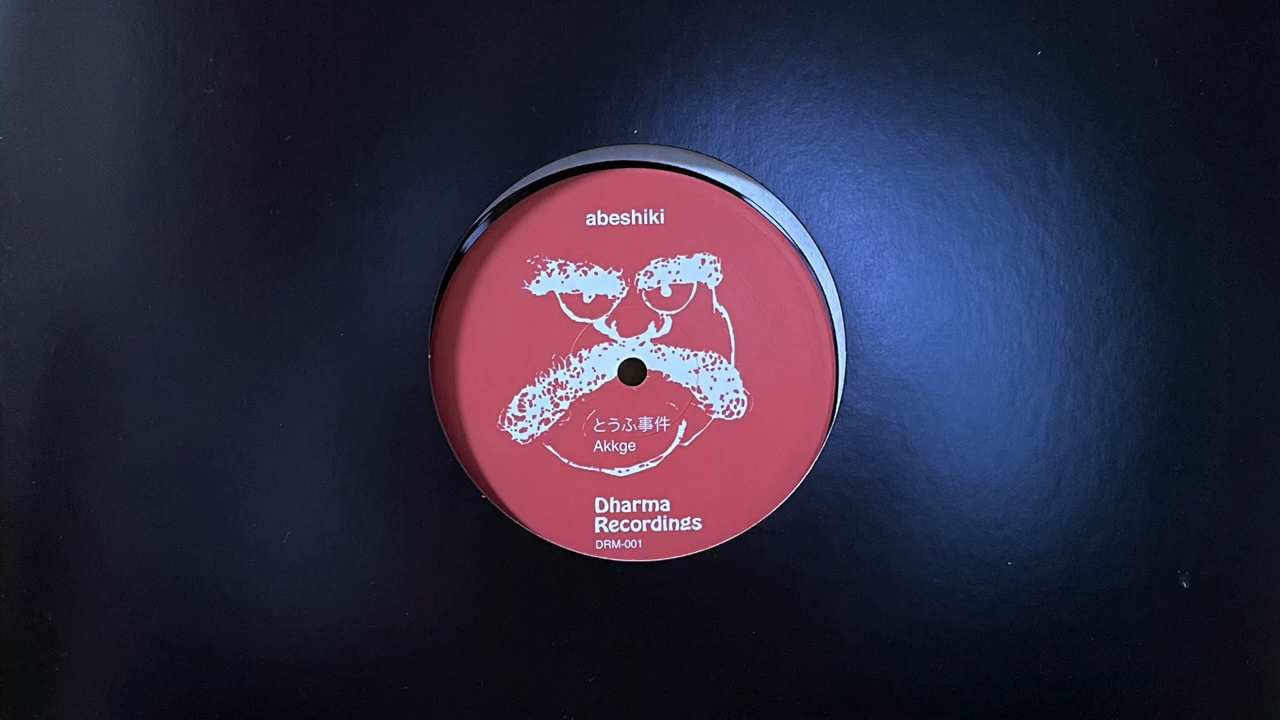 abeshiki
とうふ事件
Akkge
Dharma
Recordings
DRM-001